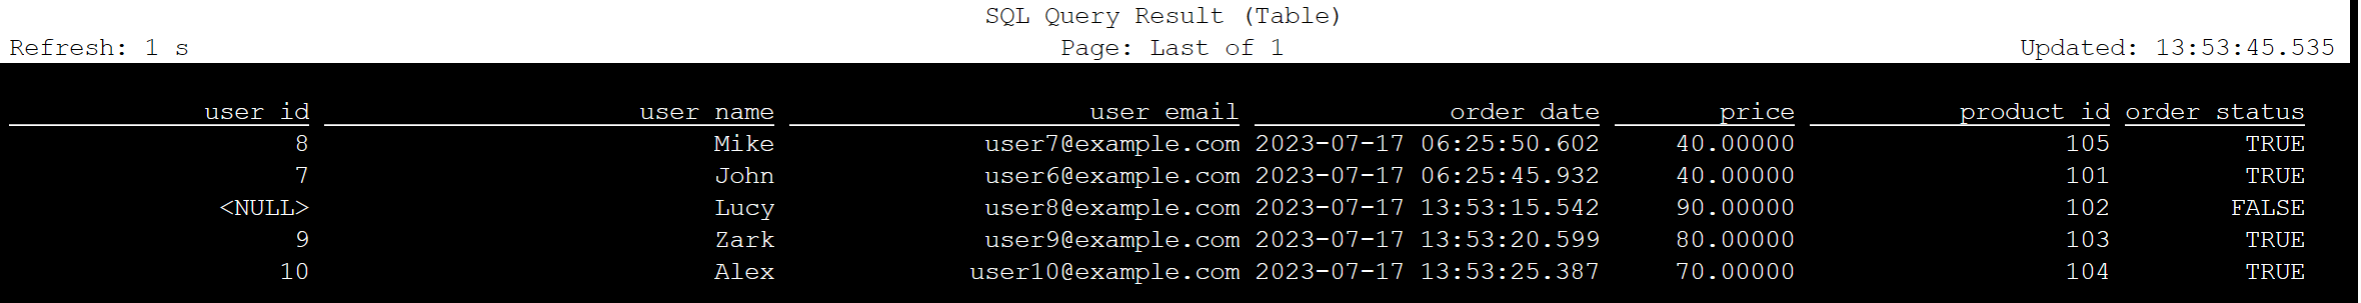 SQL Query Result (Table)
Refresh: 1 s Page: Last of 1 Updated: 13:53:45.535
user id user name user email order date price product id order status
8 Mike user7@example.com 2023-07-17 06:25:50.602 40.00000 105 TRUE
7 John user6@example.com 2023-07-17 06:25:45.932 40.00000 101 TRUE
<NULL> Lucy user8@example.com 2023-07-17 13:53:15.542 90.00000 102 FALSE
9 Zark user9@example.com 2023-07-17 13:53:20.599 80.00000 103 TRUE
10 Alex user10@example.com 2023-07-17 13:53:25.387 70.00000 104 TRUE